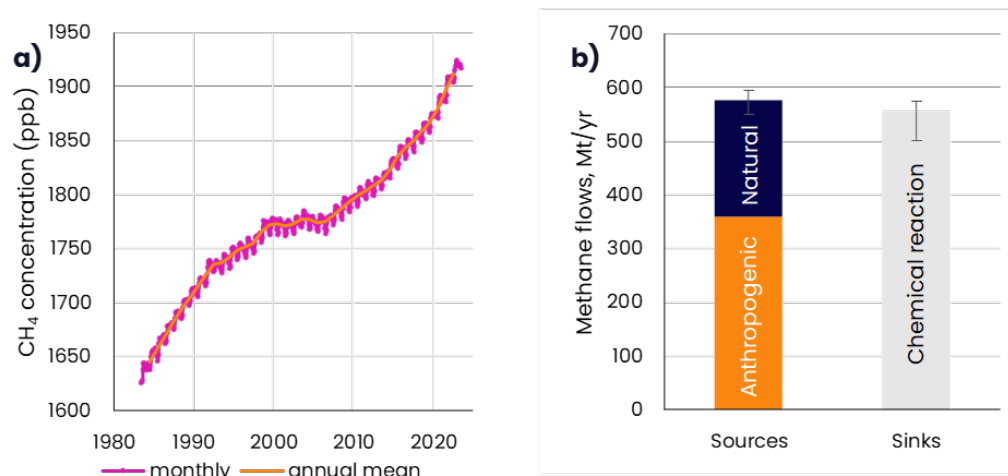 a)
CH₄ concentration (ppb)
1950
1900
1850
1800
1750
1700
1650
1600
1980 1990 2000 2010 2020
monthly annual mean
b)
Methane flows, Mt/yr
700
600
500
400
300
200
100
0
Natural
Anthropogenic
Chemical reaction
Sources Sinks